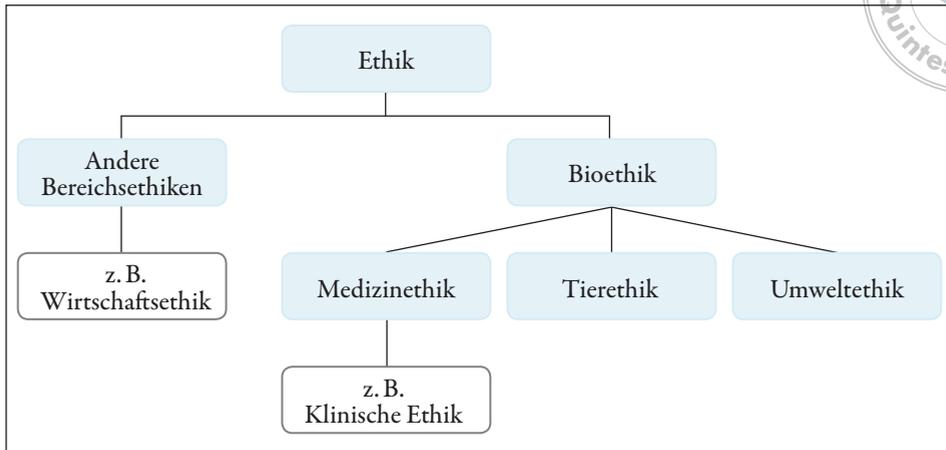 Ethik
Andere
Bereichsethiken
Bioethik
z. B.
Wirtschaftsethik
Medizinethik
Tierethik
Umweltethik
z. B.
Klinische Ethik